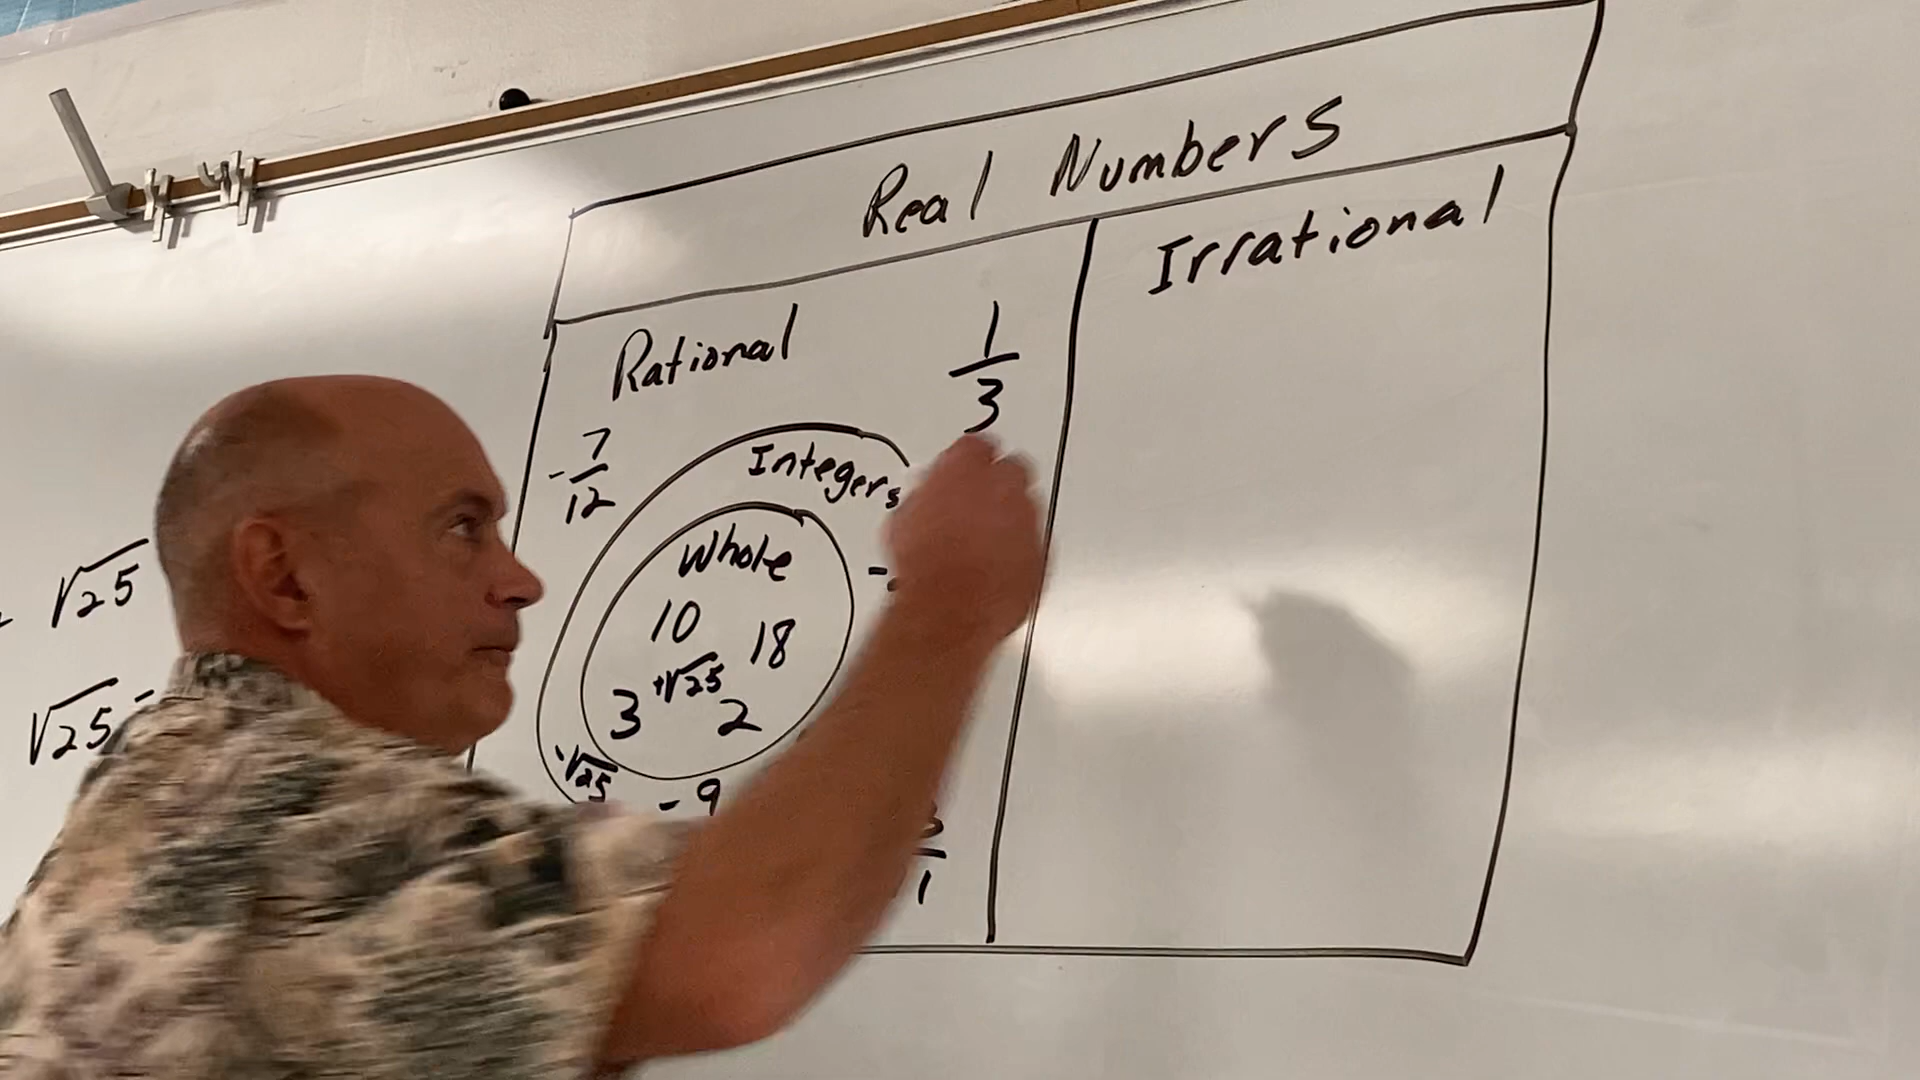 Real Numbers
Rational
Irrational
1
3
- 7
12
Integers
Whole
10
18
+√25
3
2
-√25
- 9
1
√25
√25